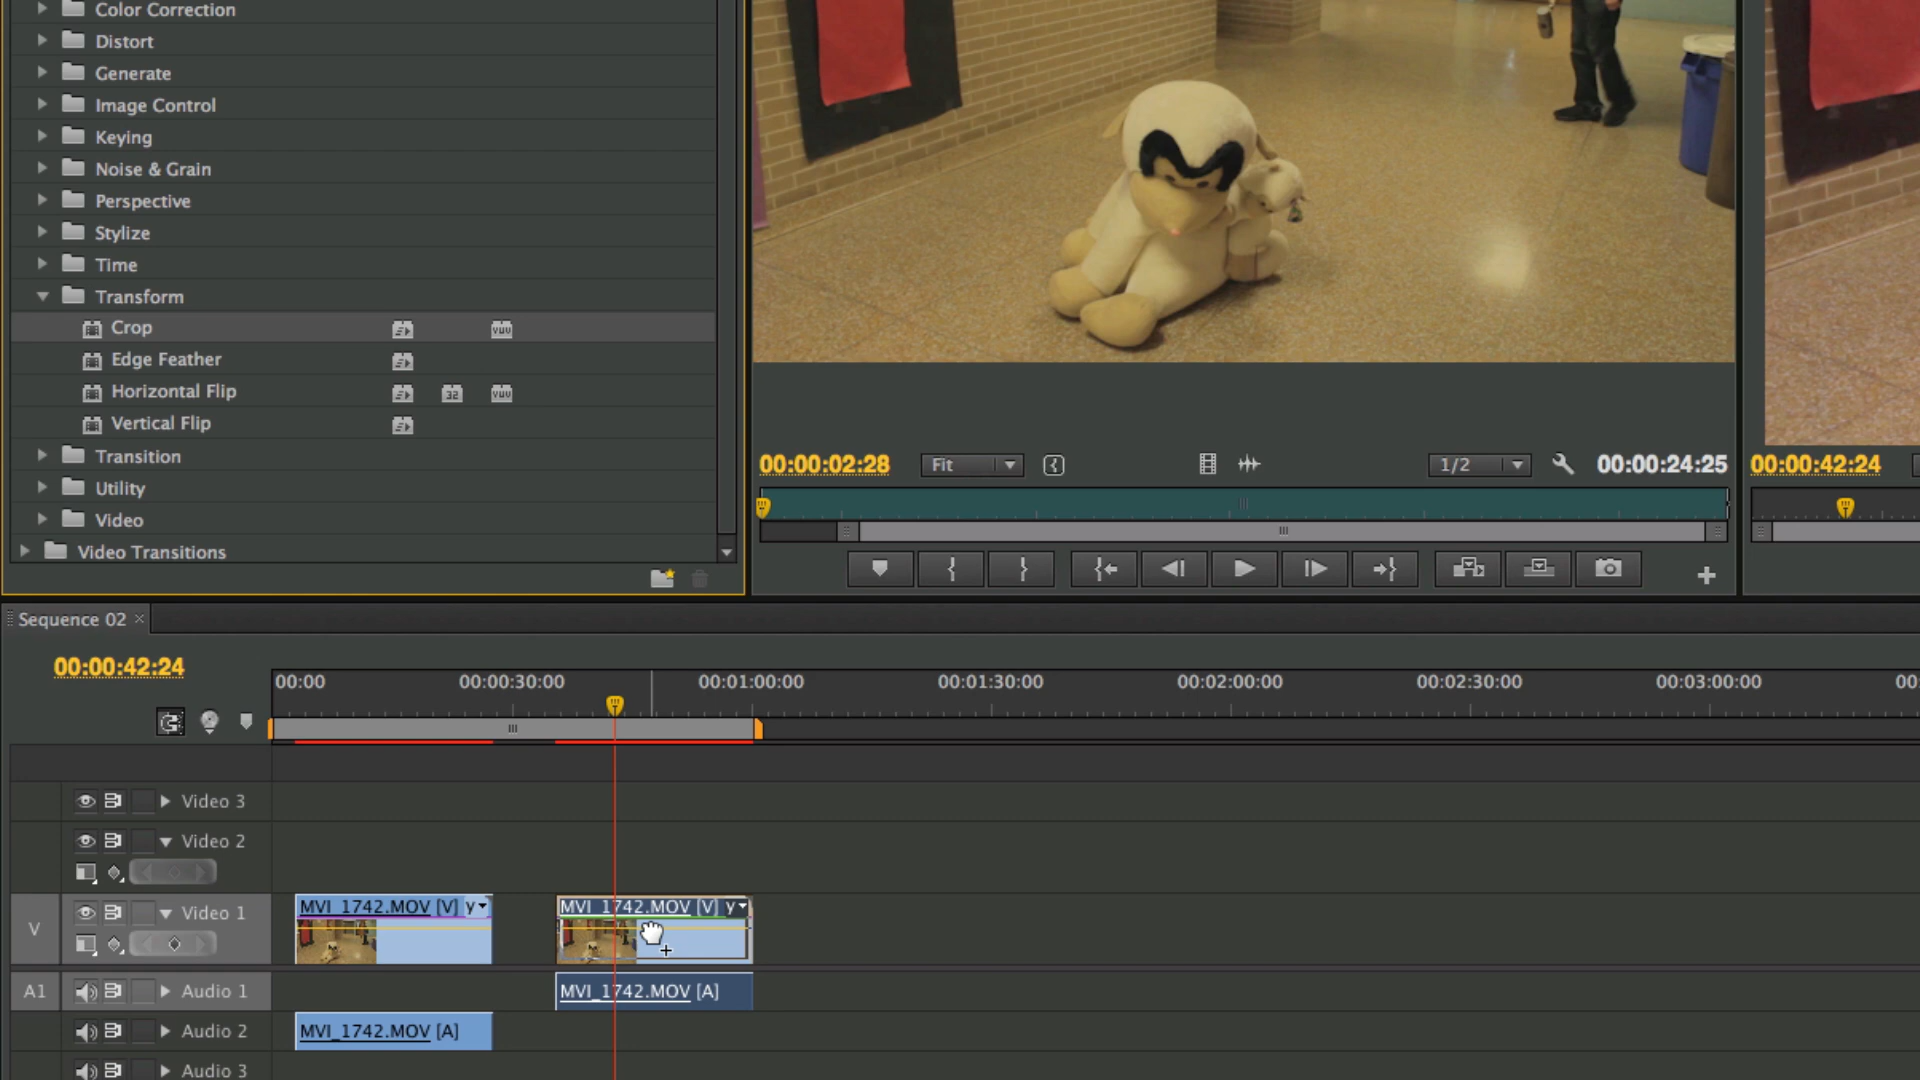 Color Correction
Distort
Generate
Image Control
Keying
Noise & Grain
Perspective
Stylize
Time
Transform
Crop
Edge Feather
Horizontal Flip
32
Vertical Flip
Transition
Utility
Video
Video Transitions
00:00:02:28
Fit
1/2
00:00:24:25
00:00:42:24
Sequence 02
00:00:42:24
00:00
00:00:30:00
00:01:00:00
00:01:30:00
00:02:00:00
00:02:30:00
00:03:00:00
00:
Video 3
Video 2
V
Video 1
MVI_1742.MOV [V] y
MVI_1742.MOV [V] y
A1
Audio 1
MVI_1742.MOV [A]
Audio 2
MVI_1742.MOV [A]
Audio 3